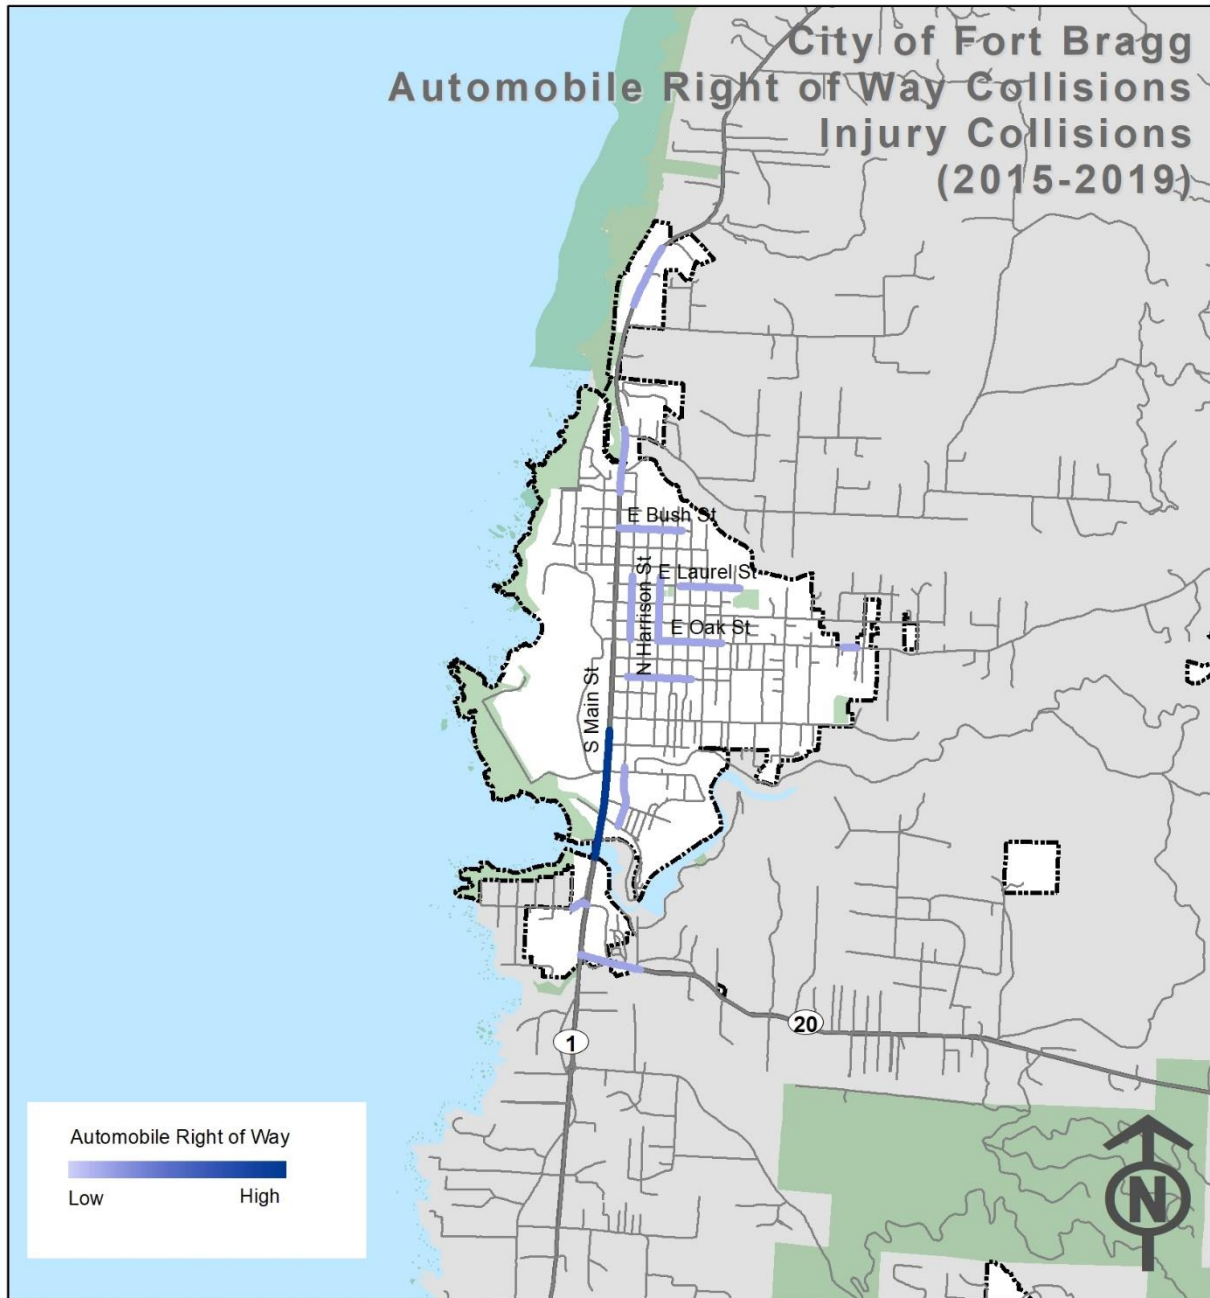 City of Fort Bragg
Automobile Right of Way Collisions
Injury Collisions
(2015-2019)
E Bush St
E Laurel St
N Harrison St
E Oak St
S Main St
20
1
Automobile Right of Way
Low High
N